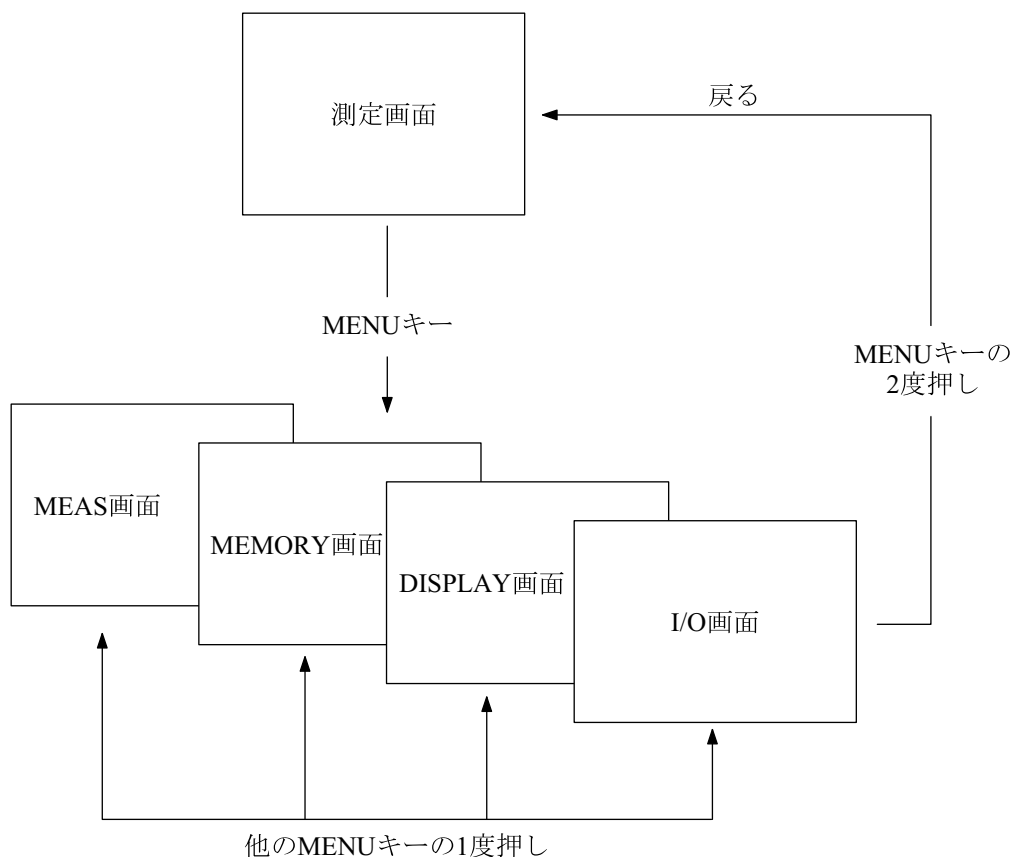 測定画面
戻る
MENUキー
MENUキーの
2度押し
MEAS画面
MEMORY画面
DISPLAY画面
I/O画面
他のMENUキーの1度押し